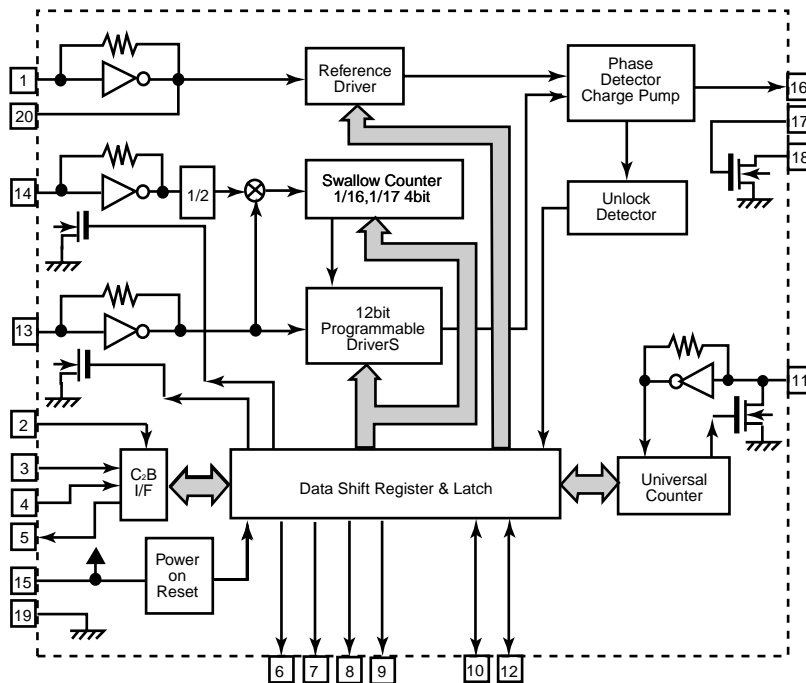 1
Reference
Driver
Phase
Detector
Charge Pump
16
20
17
18
14
1/2
Swallow Counter
1/16,1/17 4bit
Unlock
Detector
13
12bit
Programmable
DriverS
11
2
3
C2B
I/F
4
5
Data Shift Register & Latch
Universal
Counter
15
Power
on
Reset
19
6
7
8
9
10
12